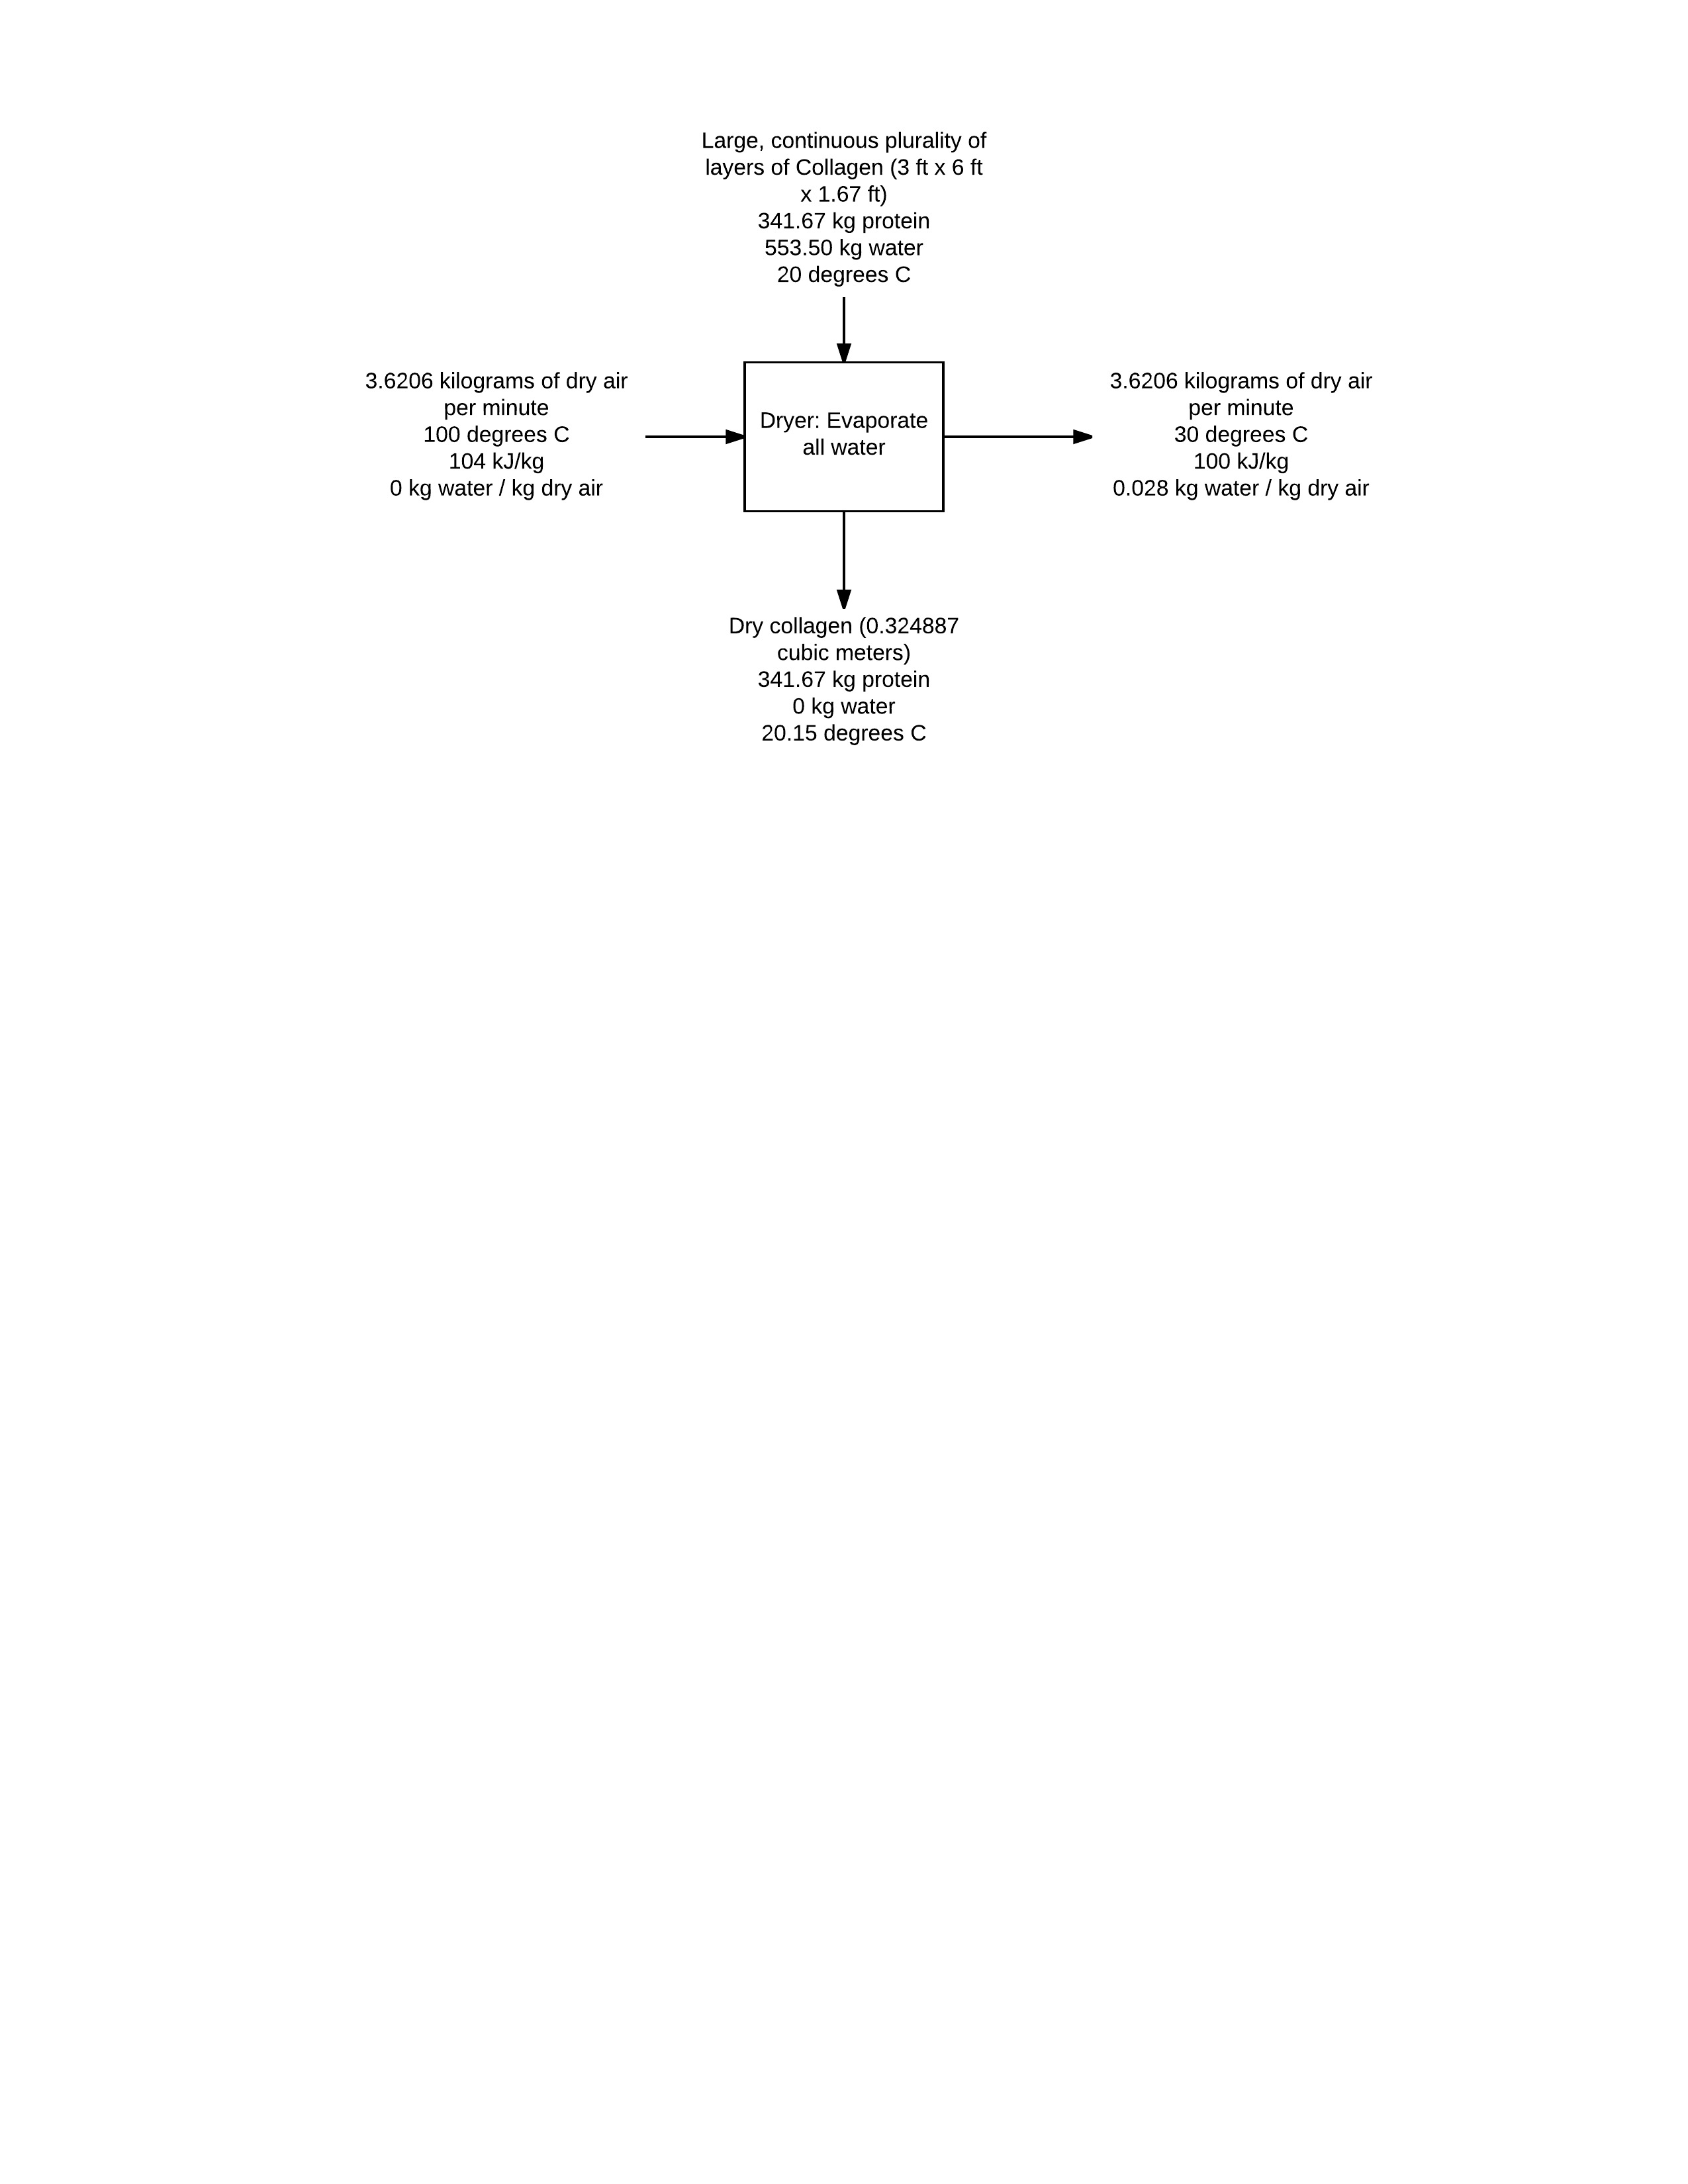 Large, continuous plurality of
layers of Collagen (3 ft x 6 ft
x 1.67 ft)
341.67 kg protein
553.50 kg water
20 degrees C
3.6206 kilograms of dry air
per minute
100 degrees C
104 kJ/kg
0 kg water / kg dry air
Dryer: Evaporate
all water
3.6206 kilograms of dry air
per minute
30 degrees C
100 kJ/kg
0.028 kg water / kg dry air
Dry collagen (0.324887
cubic meters)
341.67 kg protein
0 kg water
20.15 degrees C